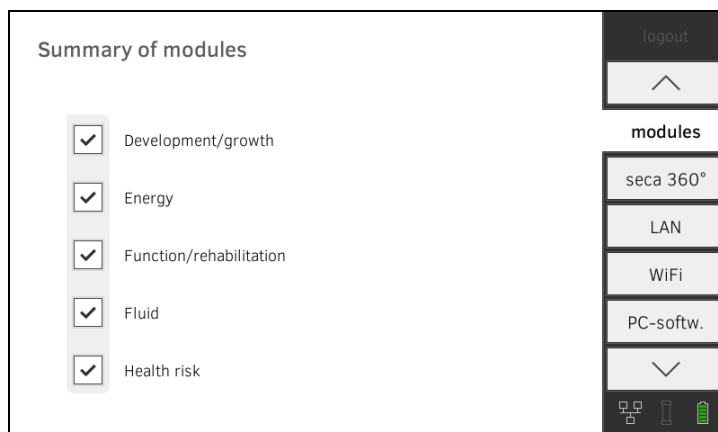 Summary of modules
Development/growth
Energy
Function/rehabilitation
Fluid
Health risk
logout
modules
seca 360°
LAN
WiFi
PC-softw.